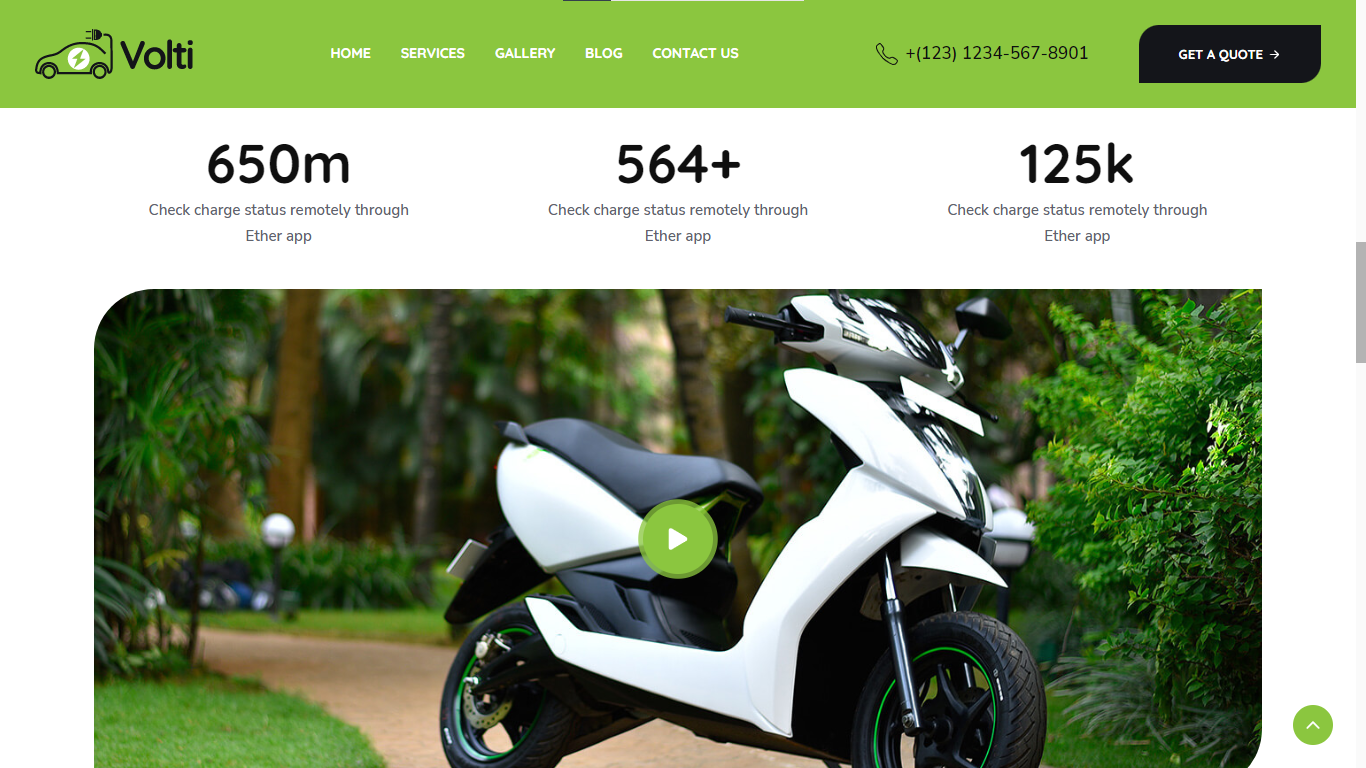 Volti
HOME SERVICES GALLERY BLOG CONTACT US
+(123) 1234-567-8901
GET A QUOTE →
650m
Check charge status remotely through
Ether app
564+
Check charge status remotely through
Ether app
125k
Check charge status remotely through
Ether app